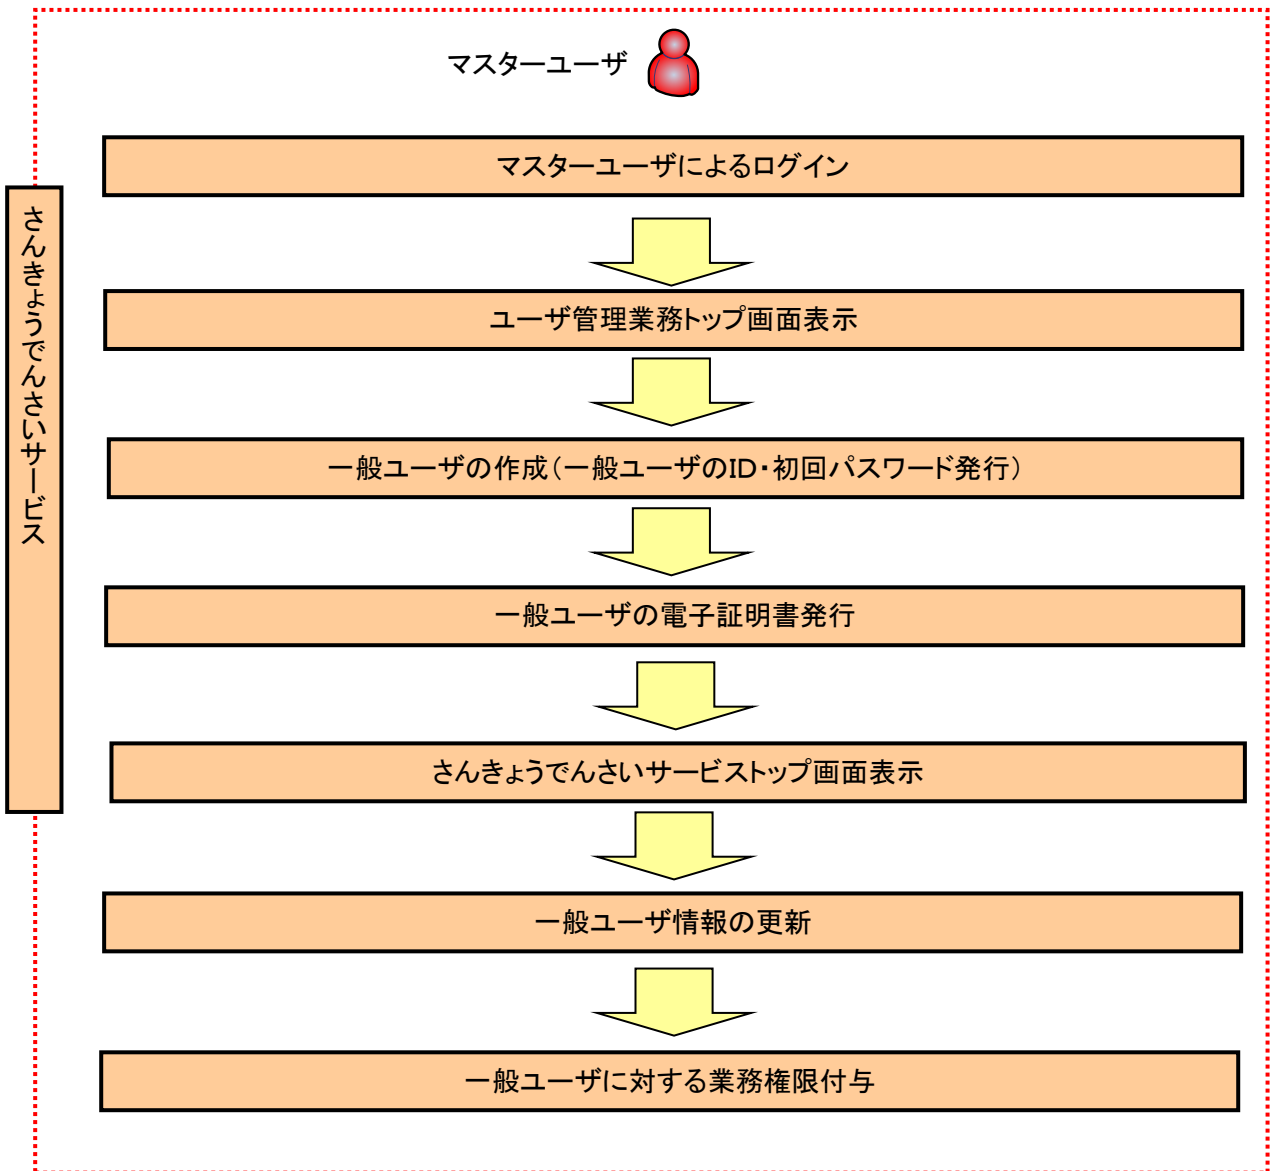 マスターユーザ
マスターユーザによるログイン
さんきょうでんさいサービス
ユーザ管理業務トップ画面表示
一般ユーザの作成(一般ユーザのID・初回パスワード発行)
一般ユーザの電子証明書発行
さんきょうでんさいサービストップ画面表示
一般ユーザ情報の更新
一般ユーザに対する業務権限付与